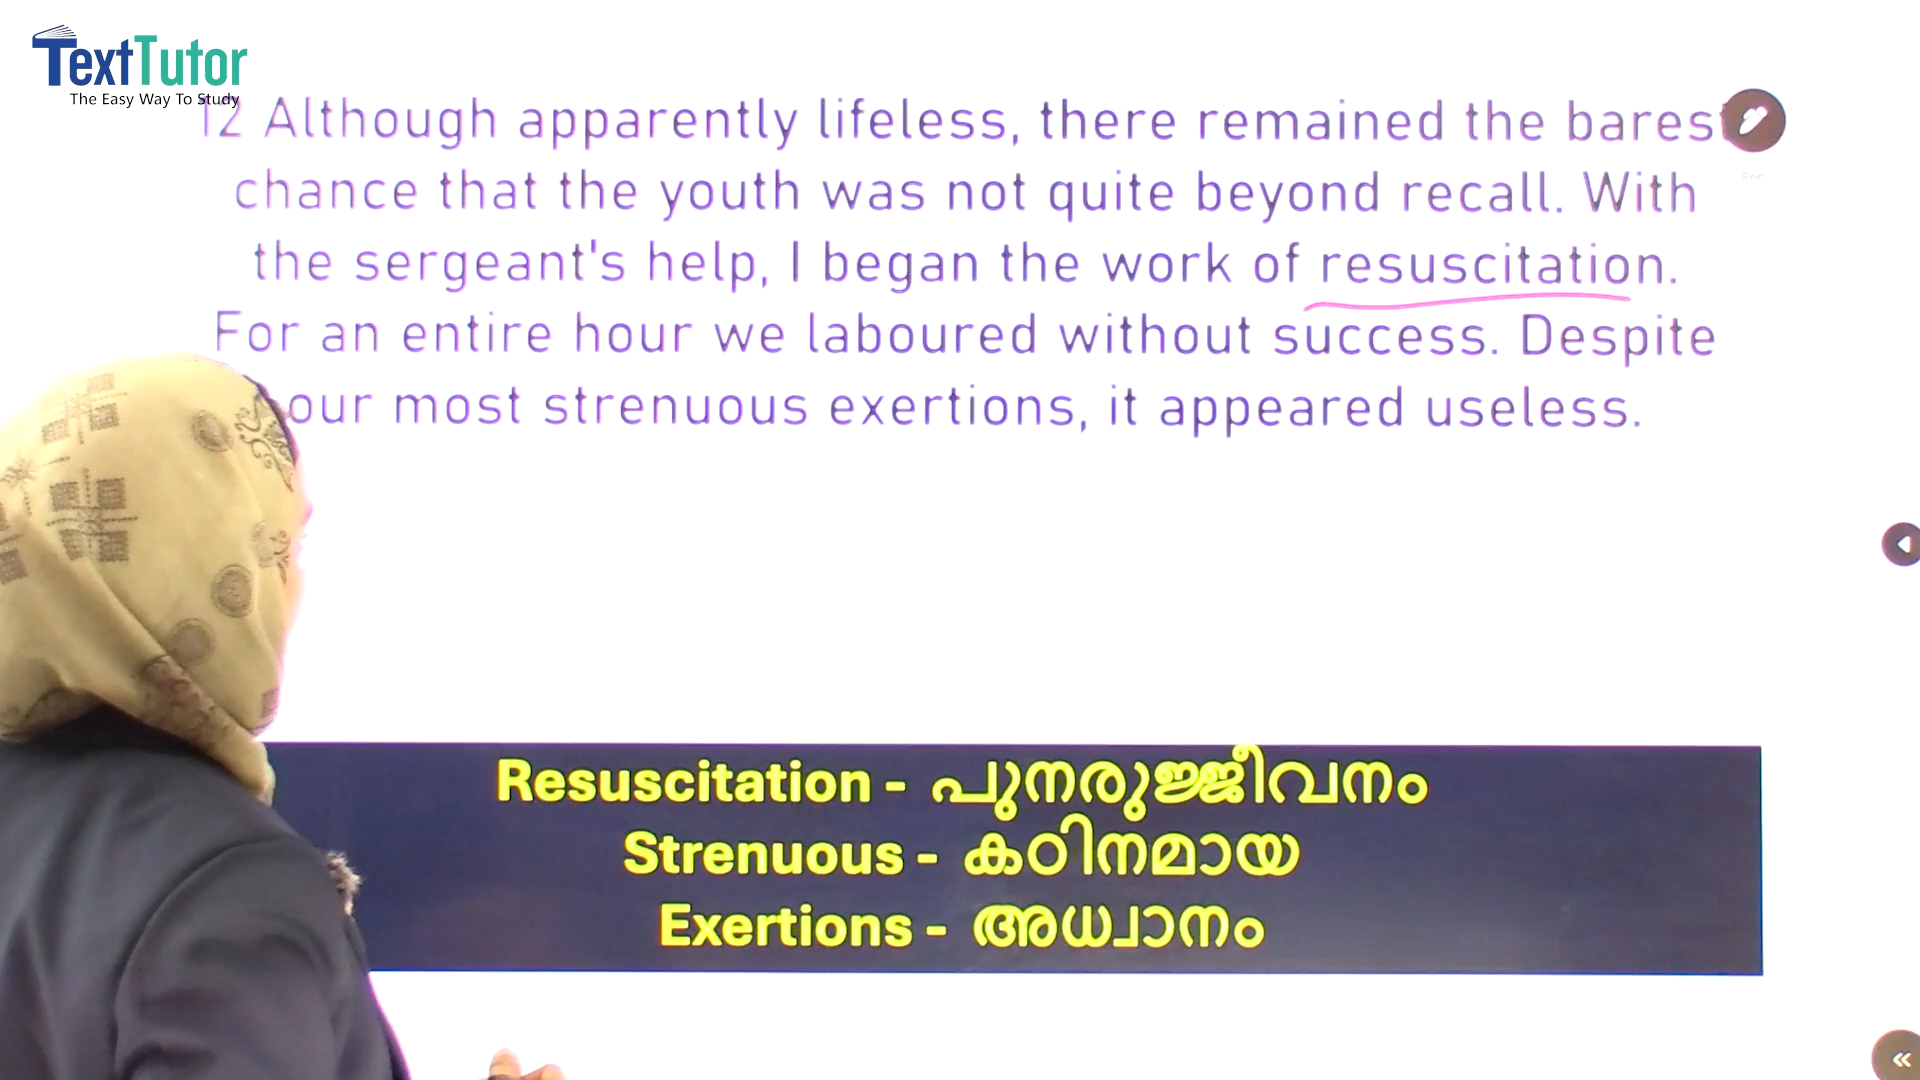 TextTutor
The Easy Way To Study
12 Although apparently lifeless, there remained the barest
chance that the youth was not quite beyond recall. With
the sergeant's help, I began the work of resuscitation.
For an entire hour we laboured without success. Despite
our most strenuous exertions, it appeared useless.
Pen
Resuscitation - പുനരുജ്ജീവനം
Strenuous - കഠിനമായ
Exertions - അധ്വാനം